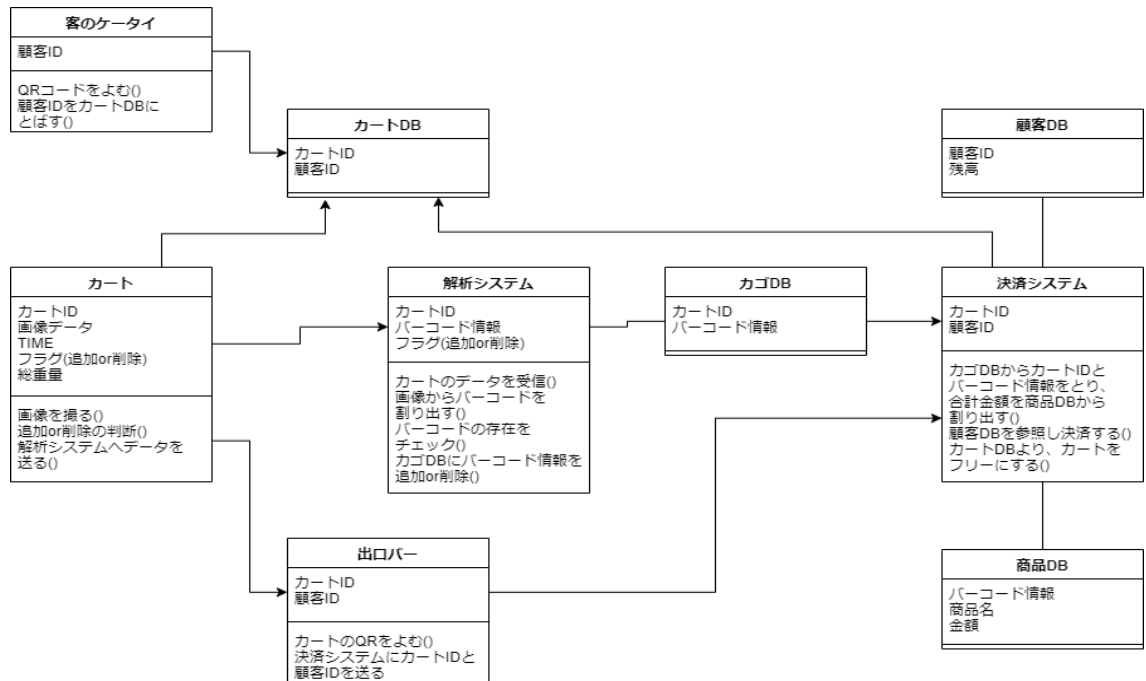 客のケータイ
顧客ID
QRコードをよむ()
顧客IDをカートDBに
とばす()
カートDB
カートID
顧客ID
顧客DB
顧客ID
残高
カート
カートID
画像データ
TIME
フラグ(追加or削除)
総重量
画像を撮る()
追加or削除の判断()
解析システムへデータを
送る()
解析システム
カートID
バーコード情報
フラグ(追加or削除)
カートのデータを受信()
画像からバーコードを
割り出す()
バーコードの存在を
チェック()
カゴDBにバーコード情報を
追加or削除()
カゴDB
カートID
バーコード情報
決済システム
カートID
顧客ID
カゴDBからカートIDと
バーコード情報をとり、
合計金額を商品DBから
割り出す()
顧客DBを参照し決済する()
カートDBより、カートを
フリーにする()
出口バー
カートID
顧客ID
カートのQRをよむ()
決済システムにカートIDと
顧客IDを送る
商品DB
バーコード情報
商品名
金額